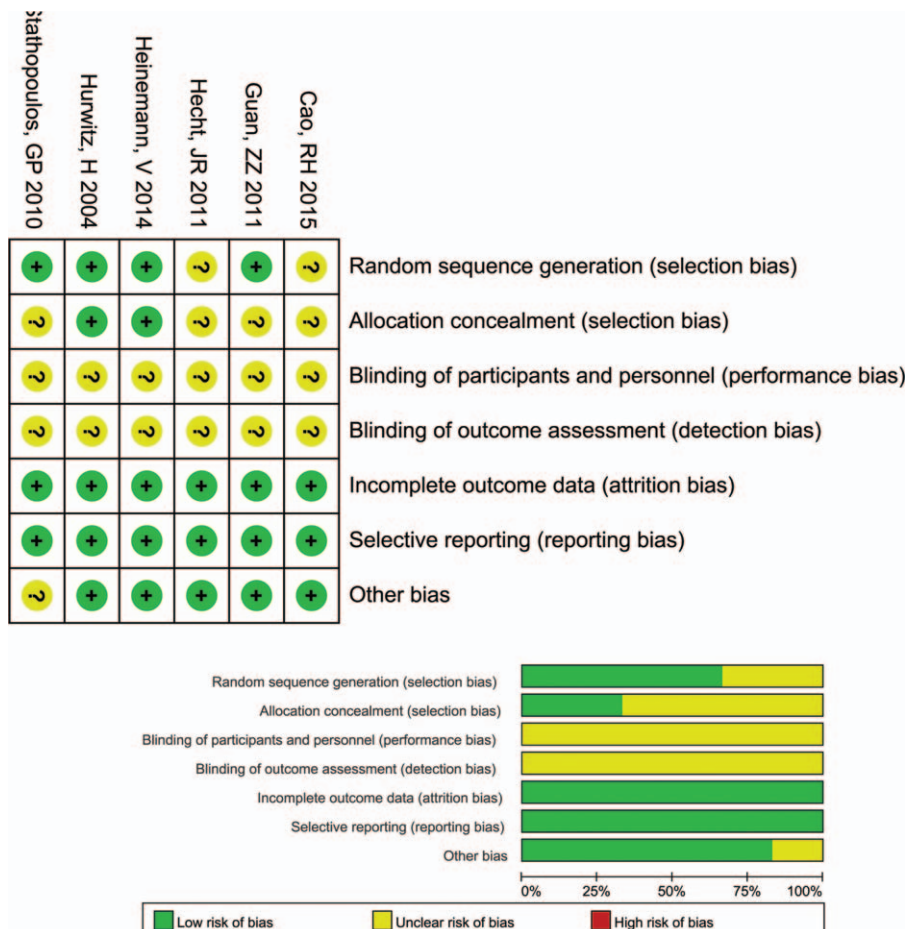 Stathopoulos, GP 2010
Hurwitz, H 2004
Heinemann, V 2014
Hecht, JR 2011
Guan, ZZ 2011
Cao, RH 2015
+ + + ? + ? Random sequence generation (selection bias)
? + + ? ? ? Allocation concealment (selection bias)
? ? ? ? ? ? Blinding of participants and personnel (performance bias)
? ? ? ? ? ? Blinding of outcome assessment (detection bias)
+ + + + + + Incomplete outcome data (attrition bias)
+ + + + + + Selective reporting (reporting bias)
? + + + + + Other bias
Random sequence generation (selection bias)
Allocation concealment (selection bias)
Blinding of participants and personnel (performance bias)
Blinding of outcome assessment (detection bias)
Incomplete outcome data (attrition bias)
Selective reporting (reporting bias)
Other bias
0% 25% 50% 75% 100%
Low risk of bias Unclear risk of bias High risk of bias